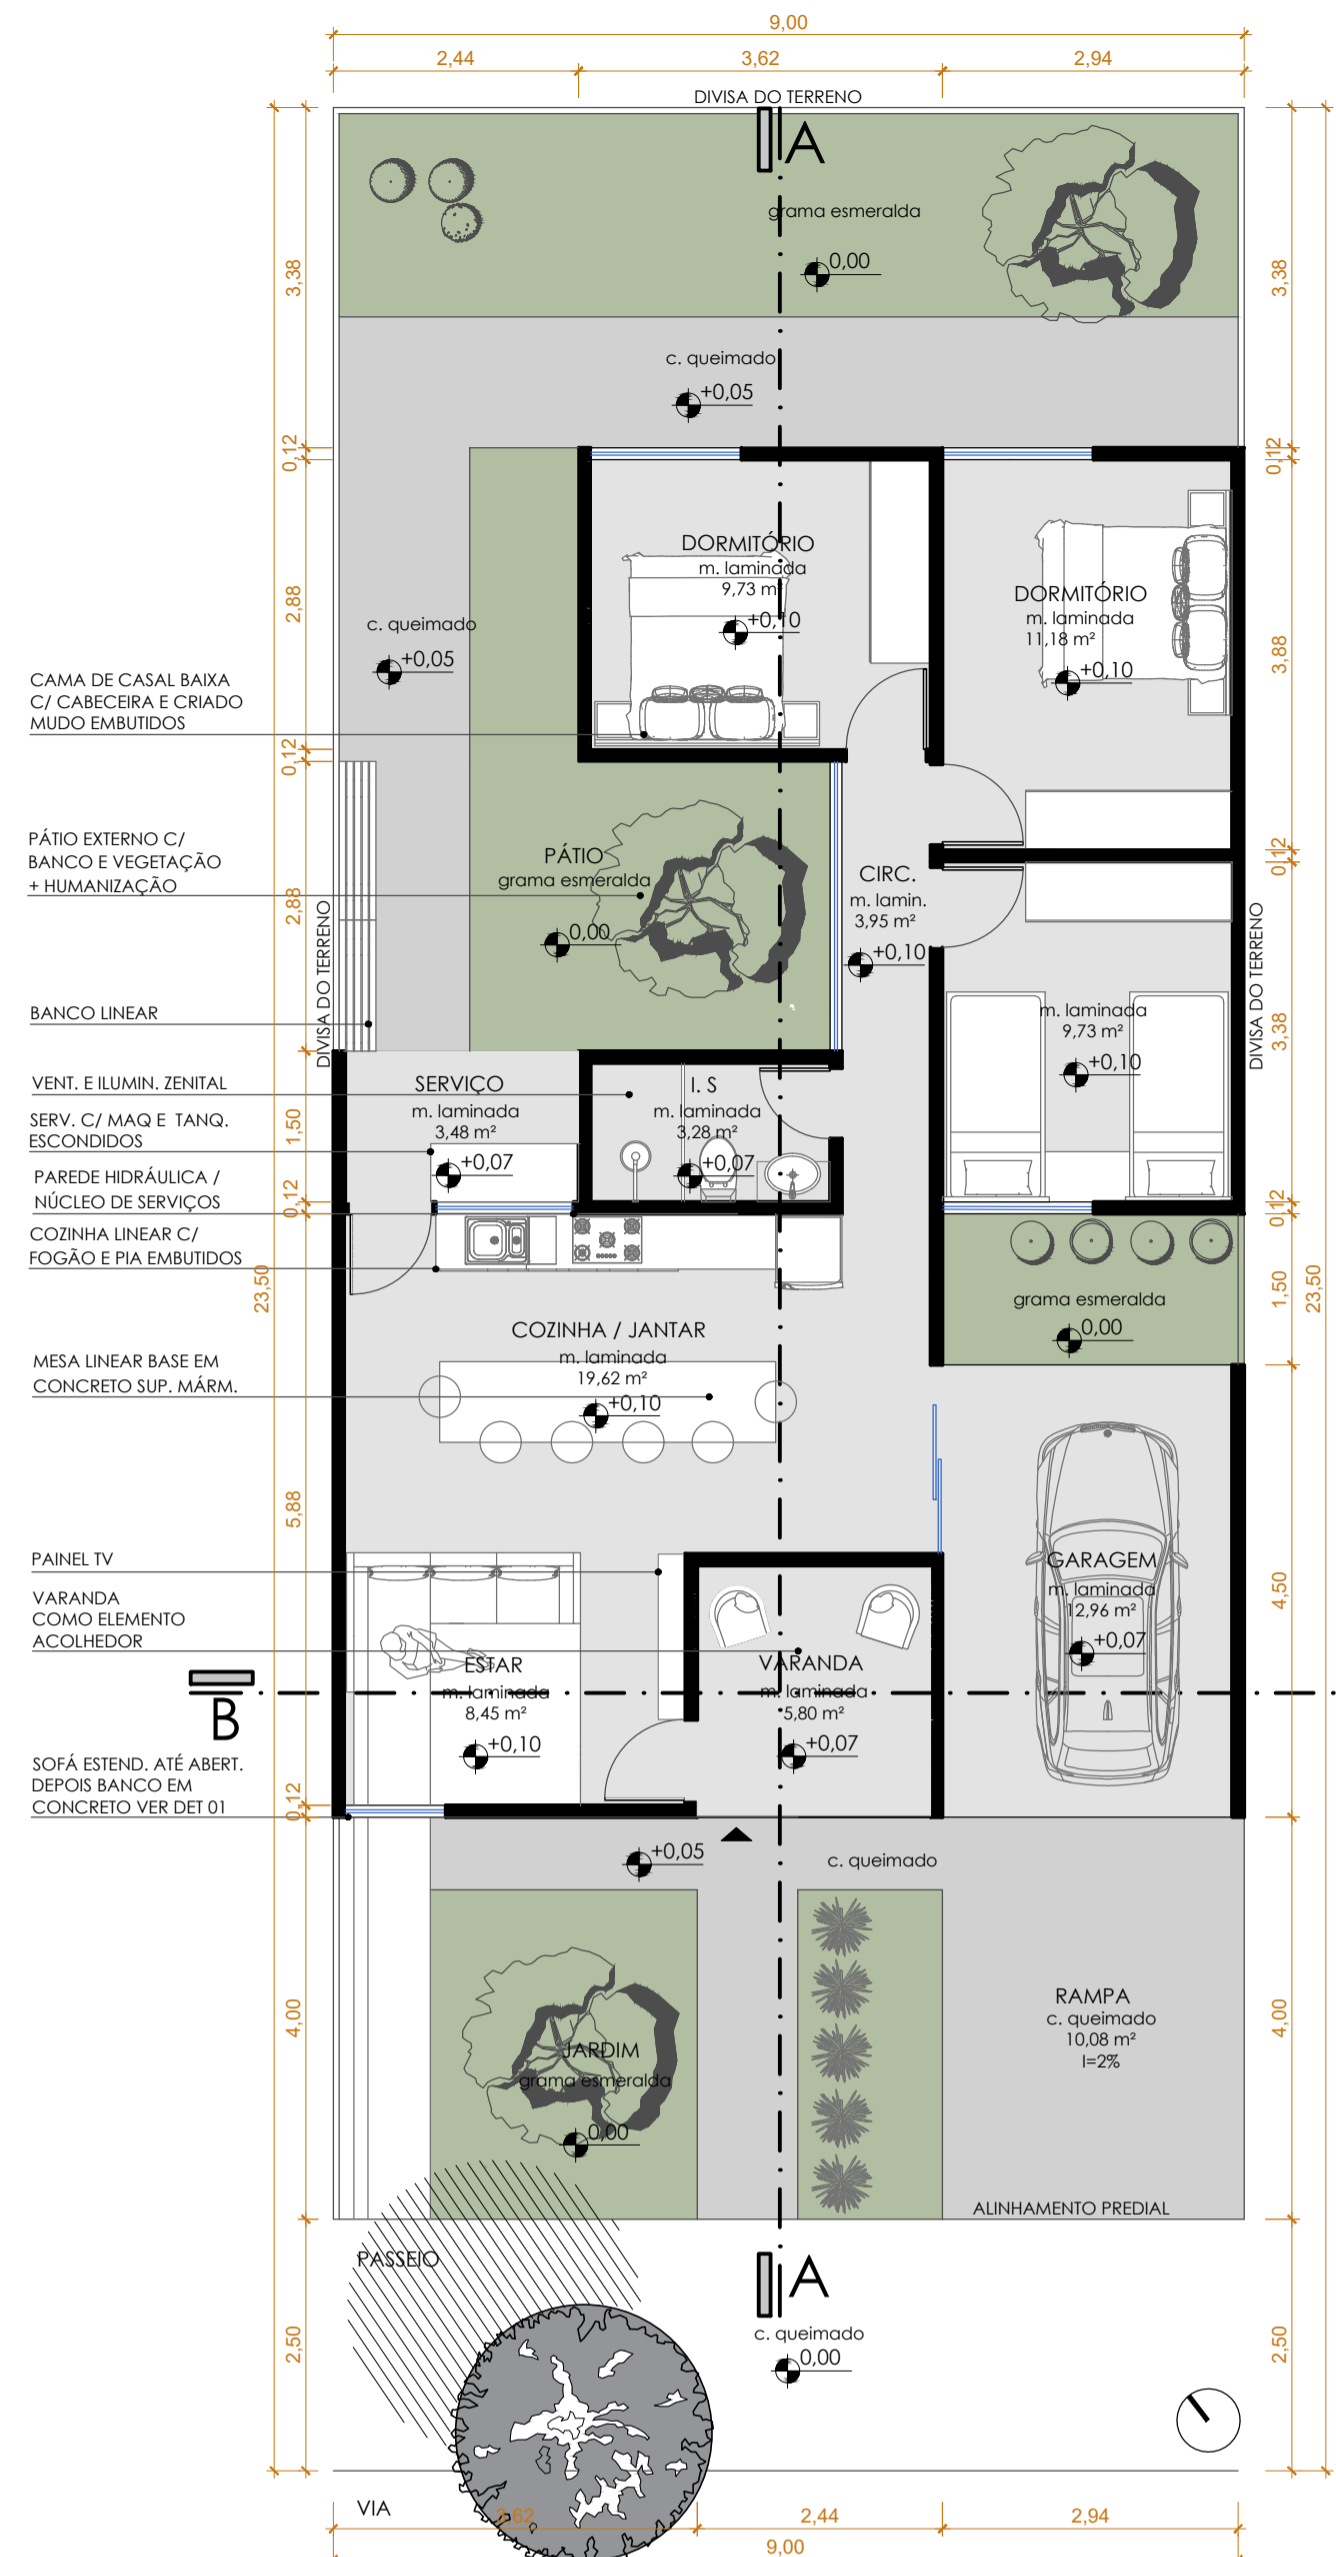 9,00
2,44
3,62
2,94
DIVISA DO TERRENO
A
grama esmeralda
0,00
3,38
3,38
c. queimado
+0,05
0,12
0,12
DORMITÓRIO
m. laminada
9,73 m²
+0,10
DORMITÓRIO
m. laminada
11,18 m²
+0,10
2,88
3,88
c. queimado
+0,05
CAMA DE CASAL BAIXA
C/ CABECEIRA E CRIADO
MUDO EMBUTIDOS
0,12
PÁTIO EXTERNO C/
BANCO E VEGETAÇÃO
+ HUMANIZAÇÃO
PÁTIO
grama esmeralda
0,00
CIRC.
m. lamin.
3,95 m²
+0,10
0,12
2,88
DIVISA DO TERRENO
DIVISA DO TERRENO
m. laminada
9,73 m²
+0,10
3,38
BANCO LINEAR
VENT. E ILUMIN. ZENITAL
SERV. C/ MAQ E TANQ.
ESCONDIDOS
PAREDE HIDRÁULICA /
NÚCLEO DE SERVIÇOS
COZINHA LINEAR C/
FOGÃO E PIA EMBUTIDOS
SERVIÇO
m. laminada
3,48 m²
+0,07
I. S
m. laminada
3,28 m²
+0,07
1,50
0,12
0,12
23,50
grama esmeralda
0,00
1,50
23,50
COZINHA / JANTAR
m. laminada
19,62 m²
+0,10
MESA LINEAR BASE EM
CONCRETO SUP. MÁRM.
5,88
PAINEL TV
VARANDA
COMO ELEMENTO
ACOLHEDOR
GARAGEM
m. laminada
12,96 m²
+0,07
4,50
ESTAR
m. laminada
8,45 m²
+0,10
VARANDA
m. laminada
5,80 m²
+0,07
B
SOFÁ ESTEND. ATÉ ABERT.
DEPOIS BANCO EM
CONCRETO VER DET 01
0,12
+0,05
c. queimado
4,00
4,00
RAMPA
c. queimado
10,08 m²
I=2%
JARDIM
grama esmeralda
0,00
ALINHAMENTO PREDIAL
PASSEIO
A
c. queimado
0,00
2,50
2,50
VIA
3,62
2,44
2,94
9,00